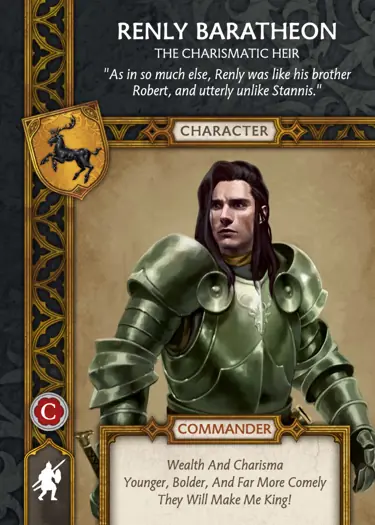 RENLY BARATHEON
THE CHARISMATIC HEIR
"As in so much else, Renly was like his brother
Robert, and utterly unlike Stannis."
CHARACTER
C
COMMANDER
Wealth And Charisma
Younger, Bolder, And Far More Comely
They Will Make Me King!